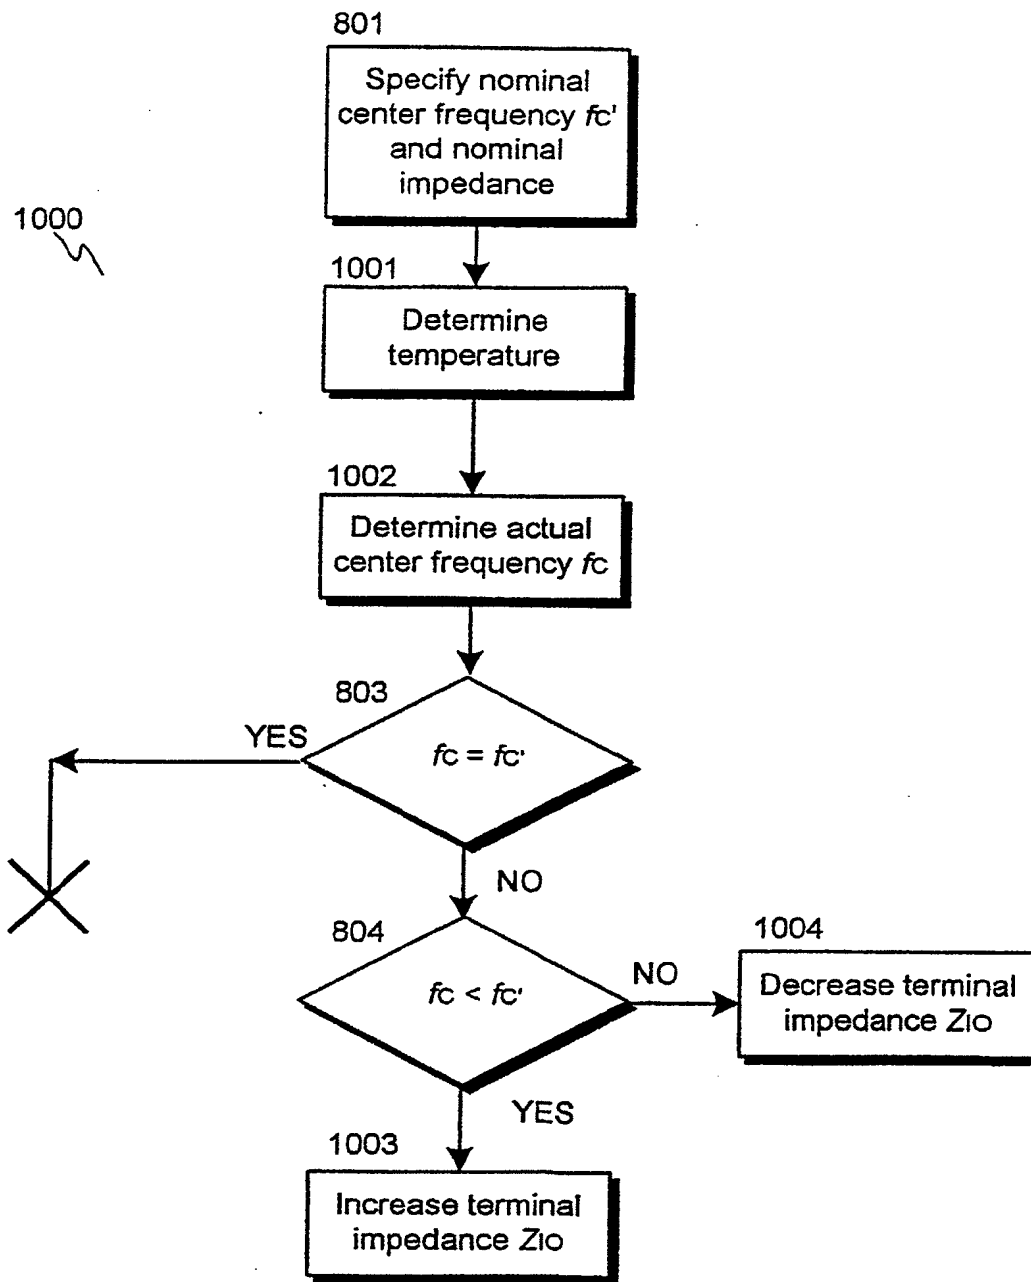 801
Specify nominal
center frequency fc'
and nominal
impedance
1000
1001
Determine
temperature
1002
Determine actual
center frequency fc
803
YES
fc = fc'
NO
804
fc < fc'
NO
1004
Decrease terminal
impedance ZIO
YES
1003
Increase terminal
impedance ZIO